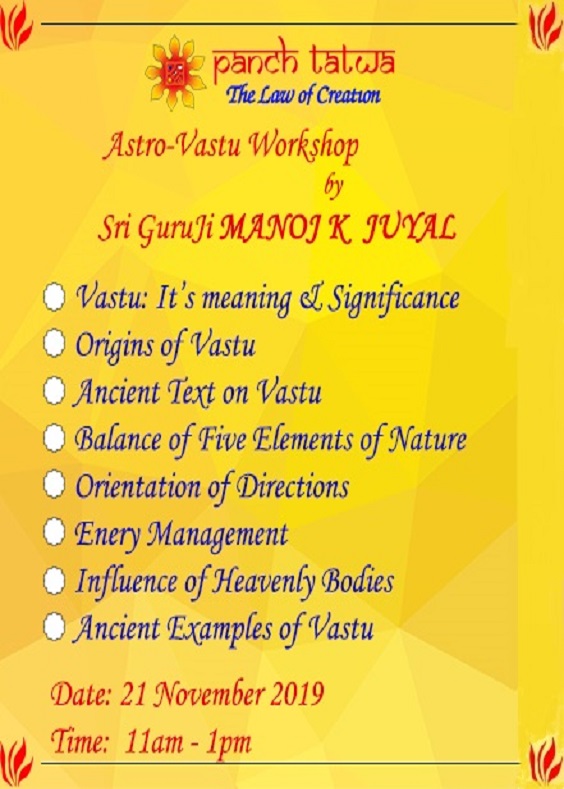 panch tatwa
The Law of Creation
Astro-Vastu Workshop
by
Sri GuruJi MANOJ K JUYAL
Vastu: It's meaning & Significance
Origins of Vastu
Ancient Text on Vastu
Balance of Five Elements of Nature
Orientation of Directions
Enery Management
Influence of Heavenly Bodies
Ancient Examples of Vastu
Date: 21 November 2019
Time: 11am - 1pm